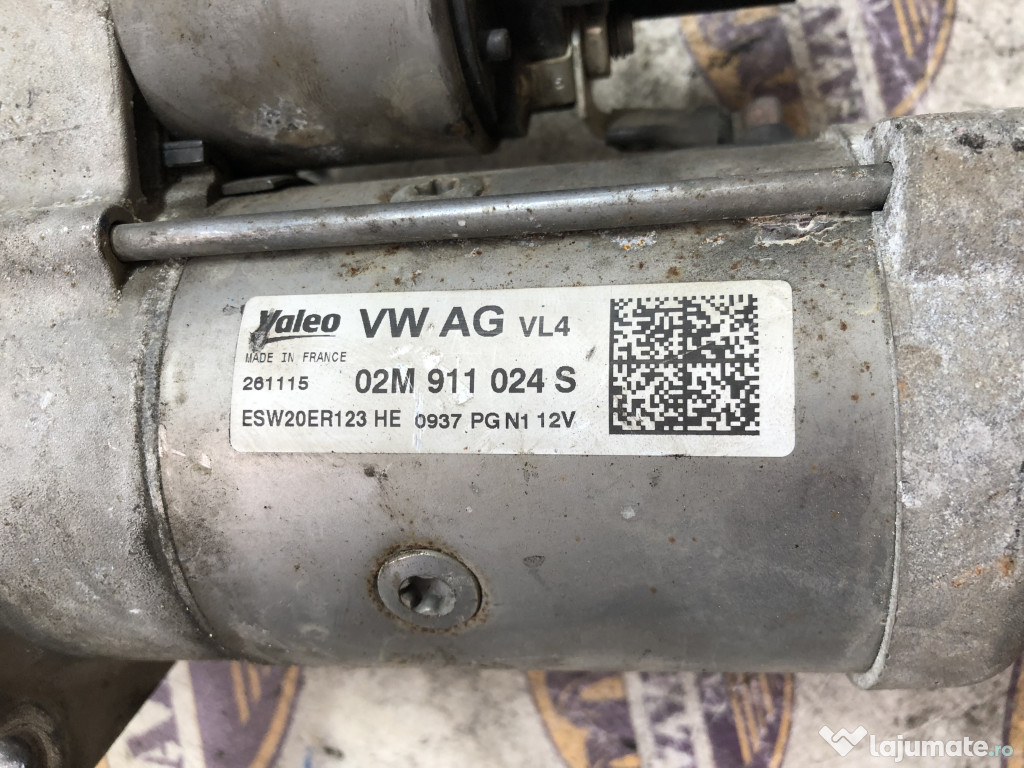 Valeo VW AG VL4
MADE IN FRANCE
261115 02M 911 024 S
ESW20ER123 HE 0937 PG N1 12V
lajumate.ro